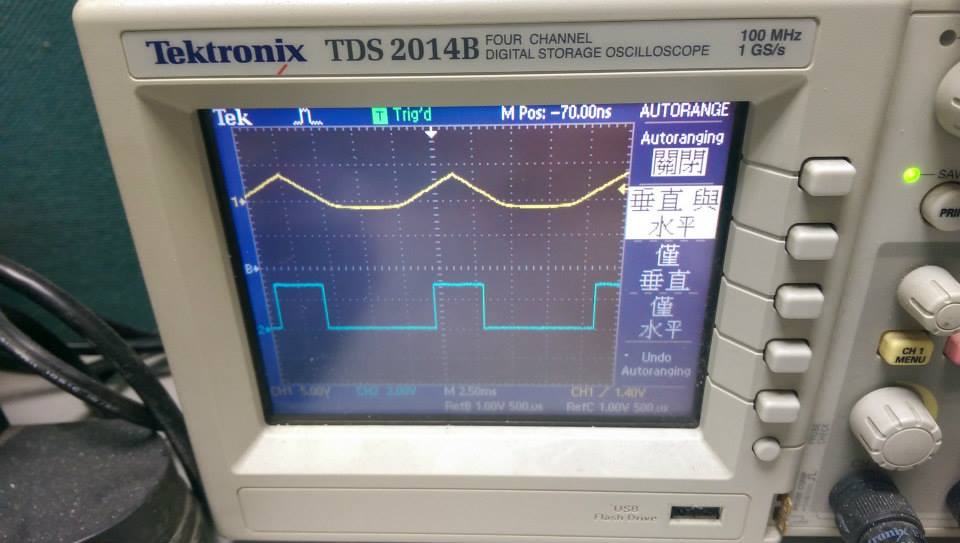 Tektronix TDS 2014B FOUR CHANNEL DIGITAL STORAGE OSCILLOSCOPE
100 MHz
1 GS/s
Tek Trig'd M Pos: -70.00ns AUTORANGE
Autoranging
關閉
垂直 與
水平
僅
垂直
僅
水平
Undo
Autoranging
1
B
2
CH1 5.00V CH2 2.00V M 2.50ms CH1 / 1.40V
RefB 1.00V 500us RefC 1.00V 500us
CH 1
MENU
USB
Flash Drive